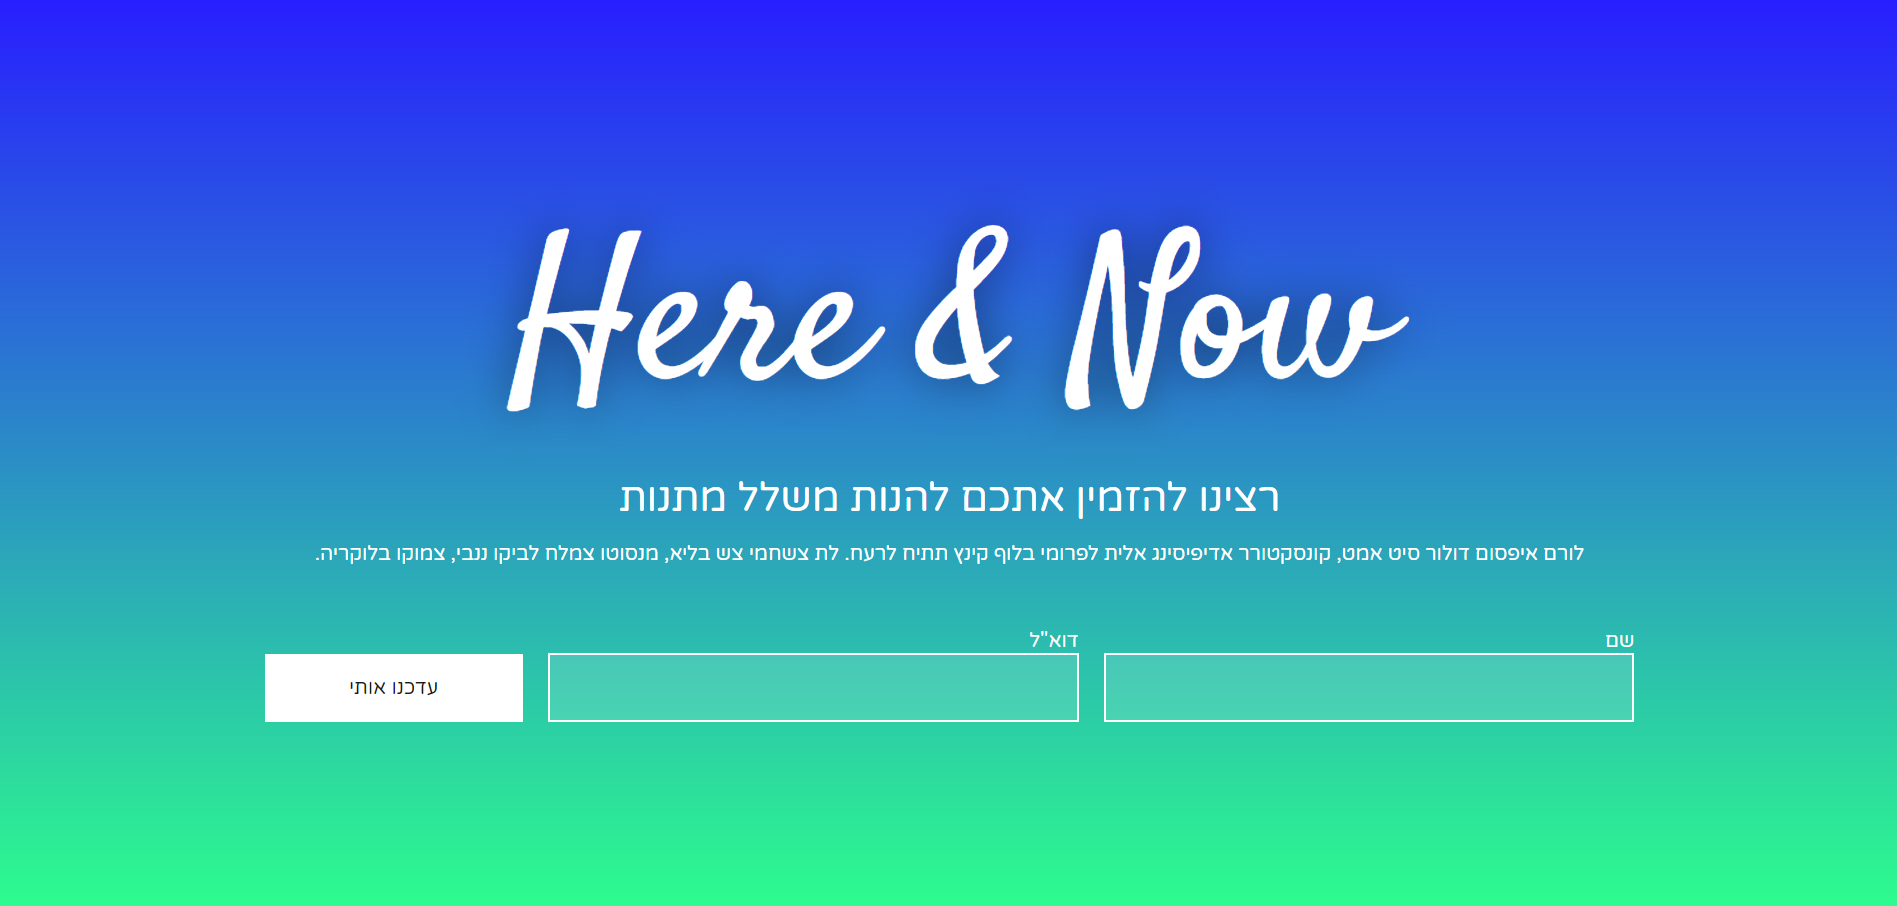 Here & Now
רצינו להזמין אתכם להנות משלל מתנות
לורם איפסום דולור סיט אמט, קונסקטורר אדיפיסינג אלית לפרומי בלוף קינץ תתיח לרעח. לת צשחמי צש בליא, מנסוטו צמלח לביקו ננבי, צמוקו בלוקריה.
שם
דוא"ל
עדכנו אותי